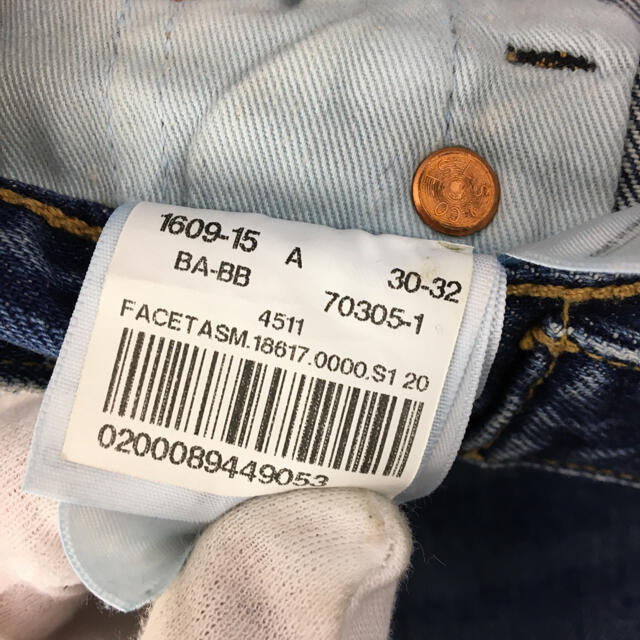 1609-15 A 30-32
BA-BB 70305-1
4511
FACETASM.18617.0000.S1 20
0200089449053